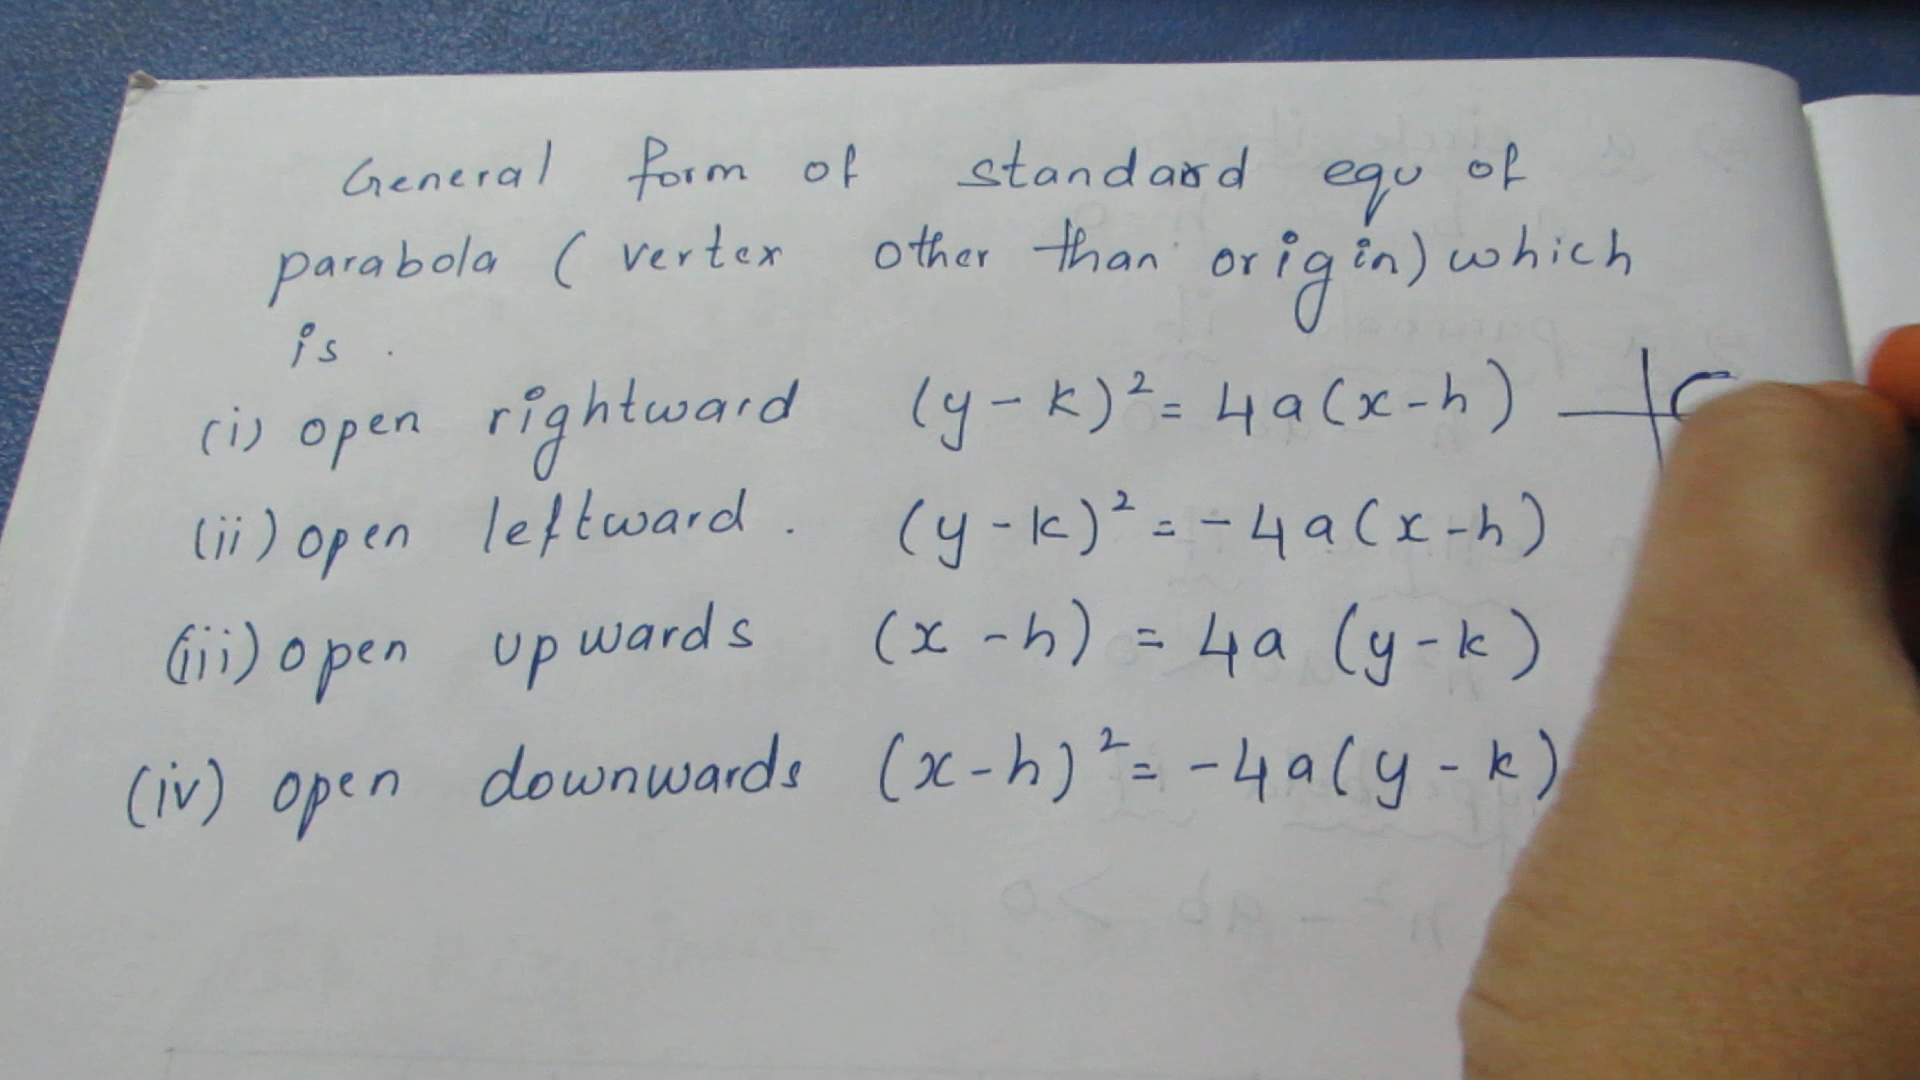 General form of standard equ of
parabola ( vertex other than origin) which
is .
(i) open rightward (y - k)² = 4a(x-h)
(ii) open leftward . (y - k)² = - 4a(x-h)
(iii) open upwards (x - h) = 4a (y-k)
(iv) open downwards (x-h)² = - 4a(y - k)